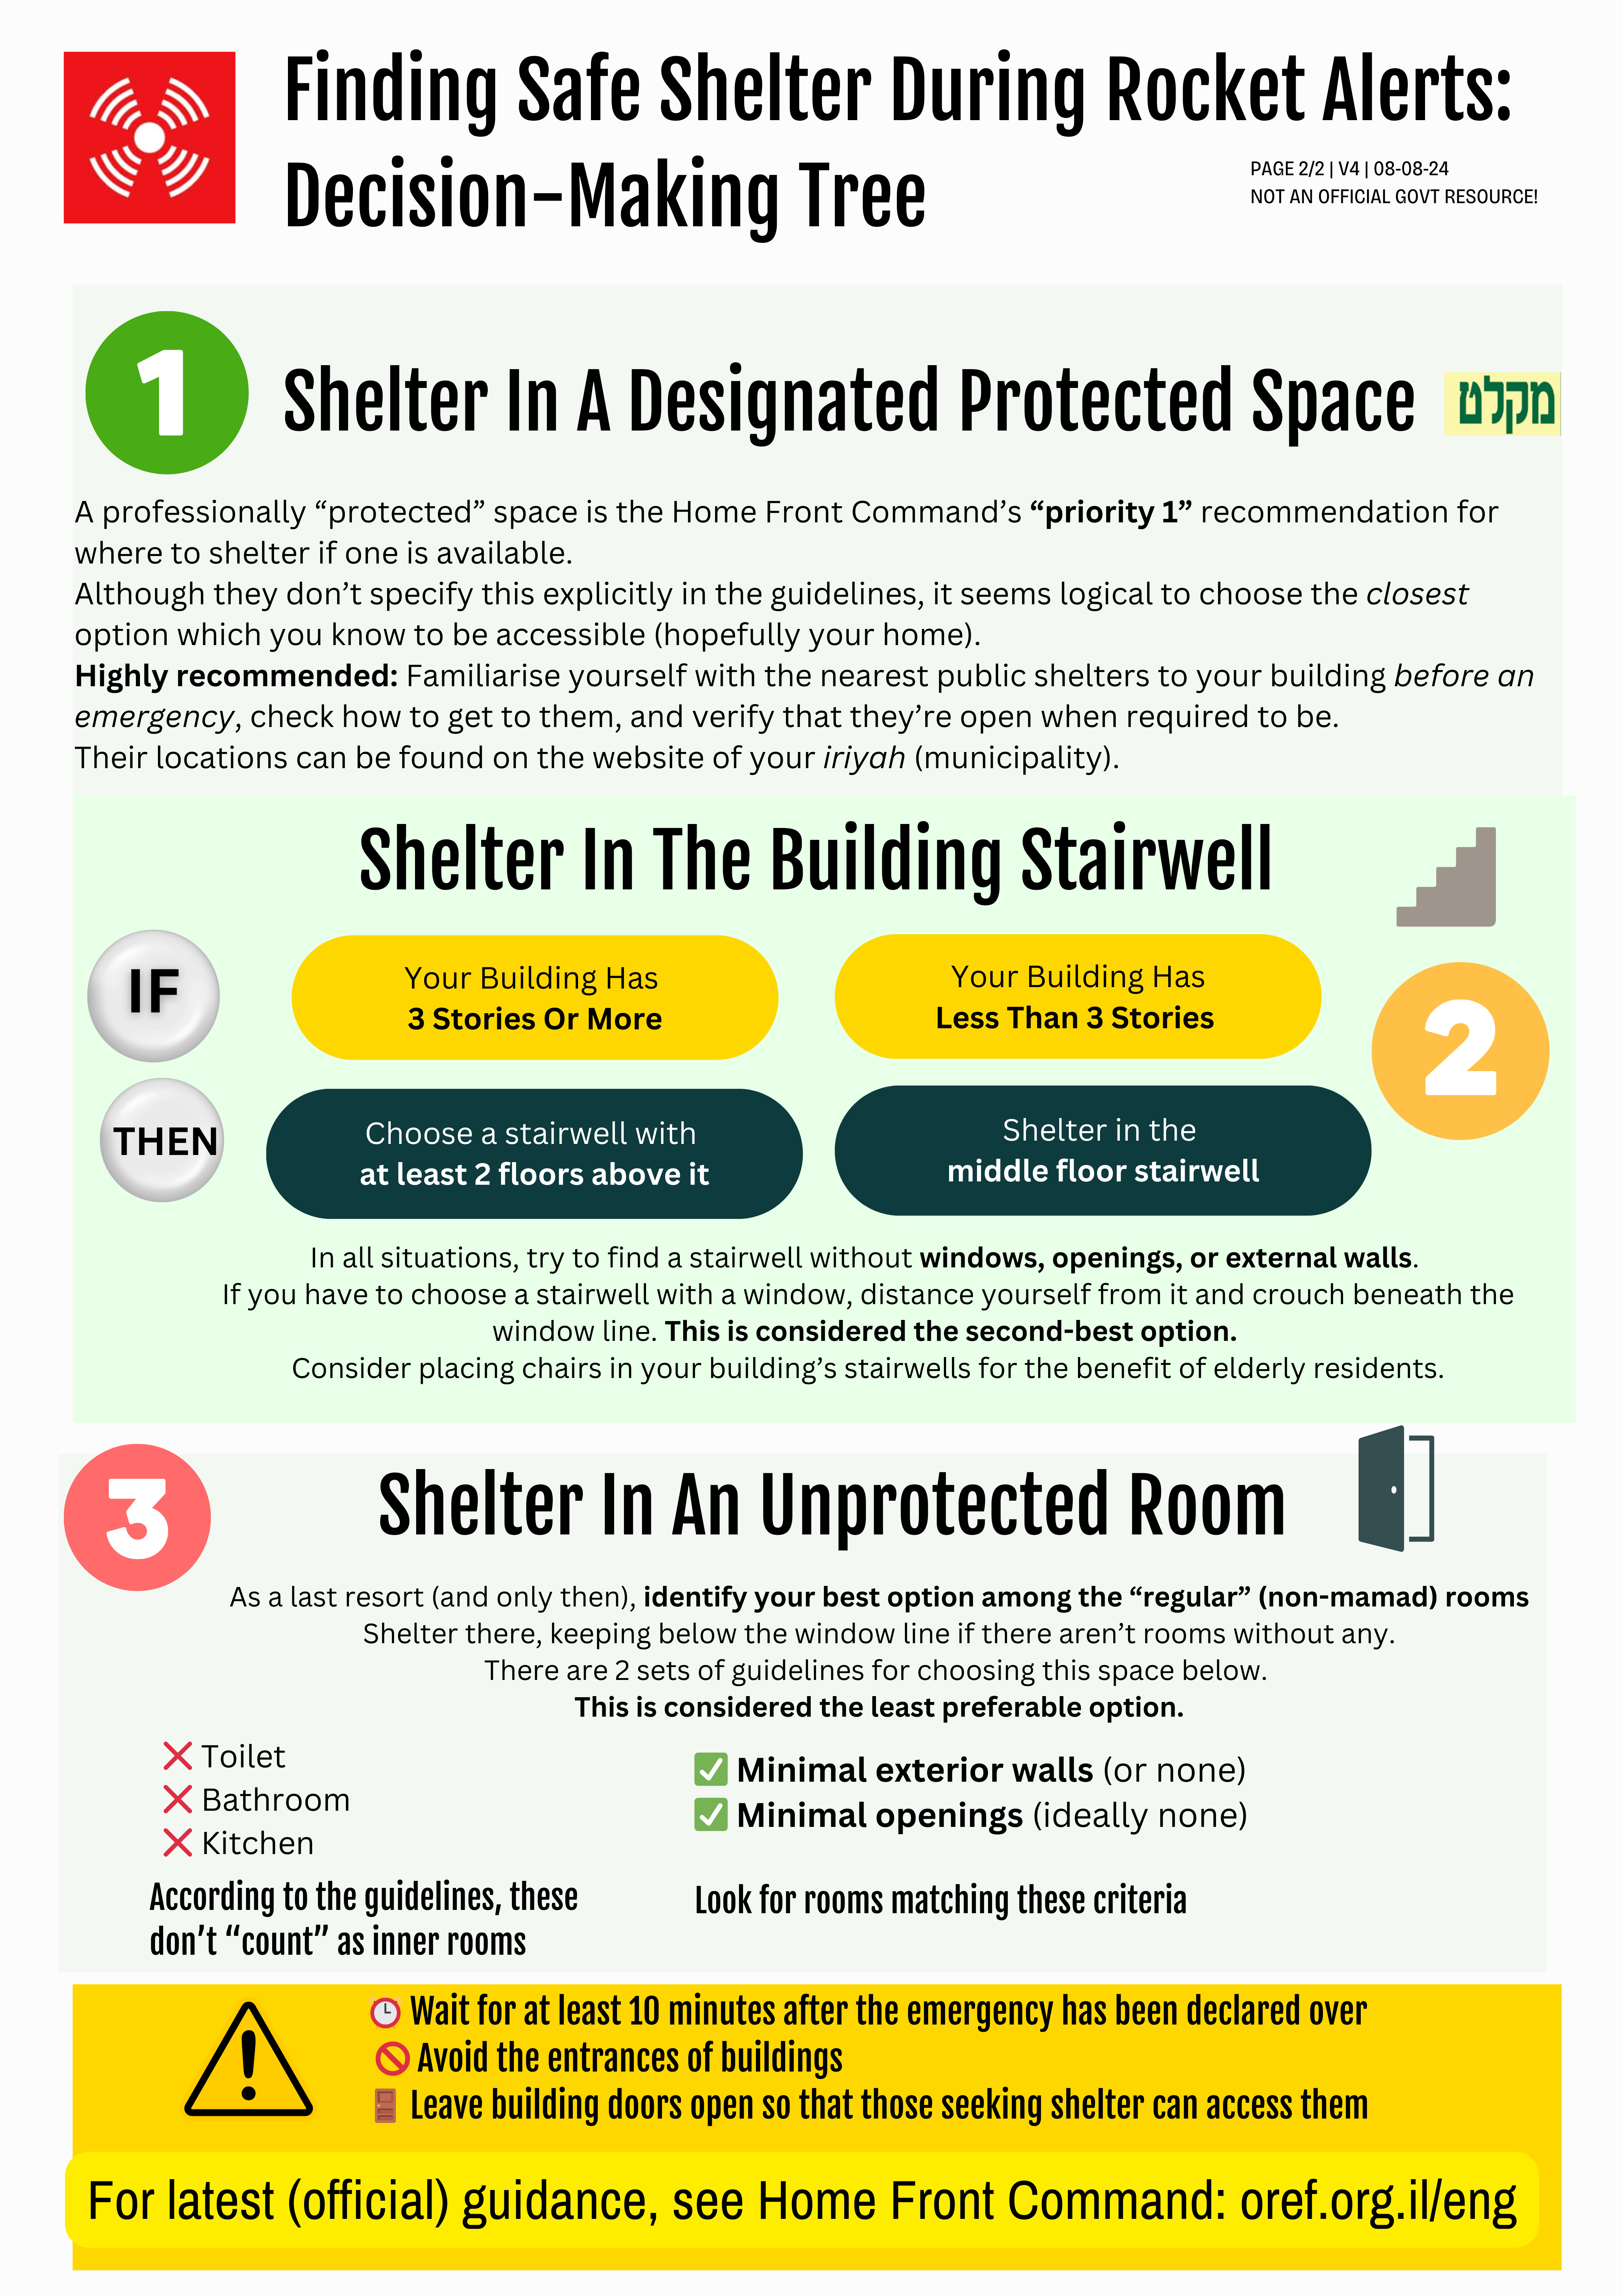 Finding Safe Shelter During Rocket Alerts:
Decision-Making Tree
PAGE 2/2 | V4 | 08-08-24
NOT AN OFFICIAL GOVT RESOURCE!
1
Shelter In A Designated Protected Space
מקלט
A professionally “protected” space is the Home Front Command’s “priority 1” recommendation for
where to shelter if one is available.
Although they don’t specify this explicitly in the guidelines, it seems logical to choose the closest
option which you know to be accessible (hopefully your home).
Highly recommended: Familiarise yourself with the nearest public shelters to your building before an
emergency, check how to get to them, and verify that they’re open when required to be.
Their locations can be found on the website of your iriyah (municipality).
Shelter In The Building Stairwell
IF
Your Building Has
3 Stories Or More
Your Building Has
Less Than 3 Stories
2
THEN
Choose a stairwell with
at least 2 floors above it
Shelter in the
middle floor stairwell
In all situations, try to find a stairwell without windows, openings, or external walls.
If you have to choose a stairwell with a window, distance yourself from it and crouch beneath the
window line. This is considered the second-best option.
Consider placing chairs in your building’s stairwells for the benefit of elderly residents.
3
Shelter In An Unprotected Room
As a last resort (and only then), identify your best option among the “regular” (non-mamad) rooms
Shelter there, keeping below the window line if there aren’t rooms without any.
There are 2 sets of guidelines for choosing this space below.
This is considered the least preferable option.
❌ Toilet
❌ Bathroom
❌ Kitchen
According to the guidelines, these
don’t “count” as inner rooms
✅ Minimal exterior walls (or none)
✅ Minimal openings (ideally none)
Look for rooms matching these criteria
⏰ Wait for at least 10 minutes after the emergency has been declared over
🚫 Avoid the entrances of buildings
🚪 Leave building doors open so that those seeking shelter can access them
For latest (official) guidance, see Home Front Command: oref.org.il/eng